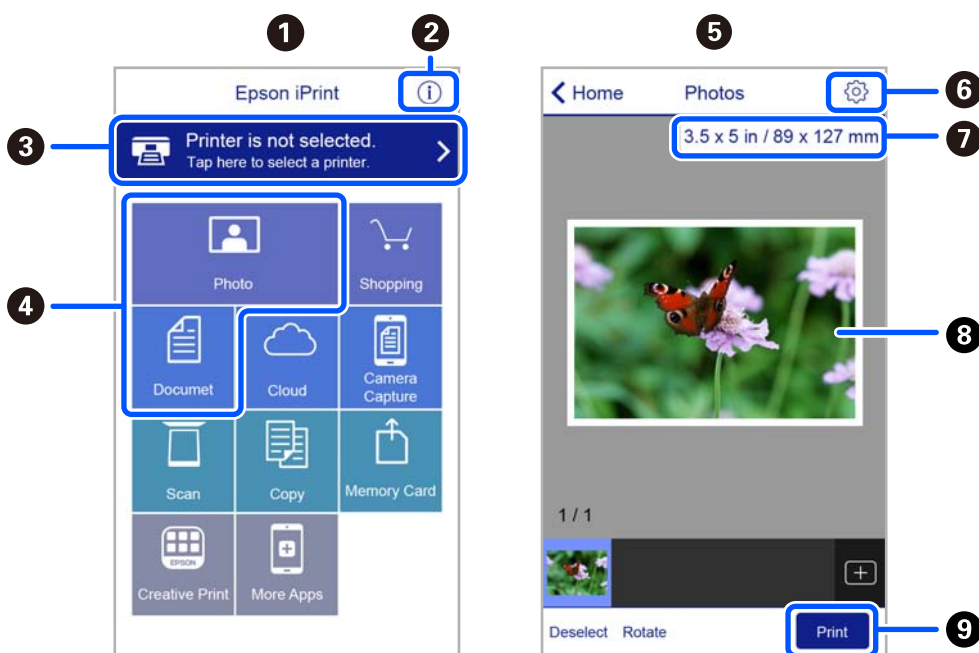 1
2
Epson iPrint
3
Printer is not selected.
Tap here to select a printer.
4
Photo
Shopping
Documet
Cloud
Camera
Capture
Scan
Copy
Memory Card
EPSON
Creative Print
More Apps
5
Home
Photos
6
3.5 x 5 in / 89 x 127 mm
7
8
1 / 1
Deselect
Rotate
Print
9